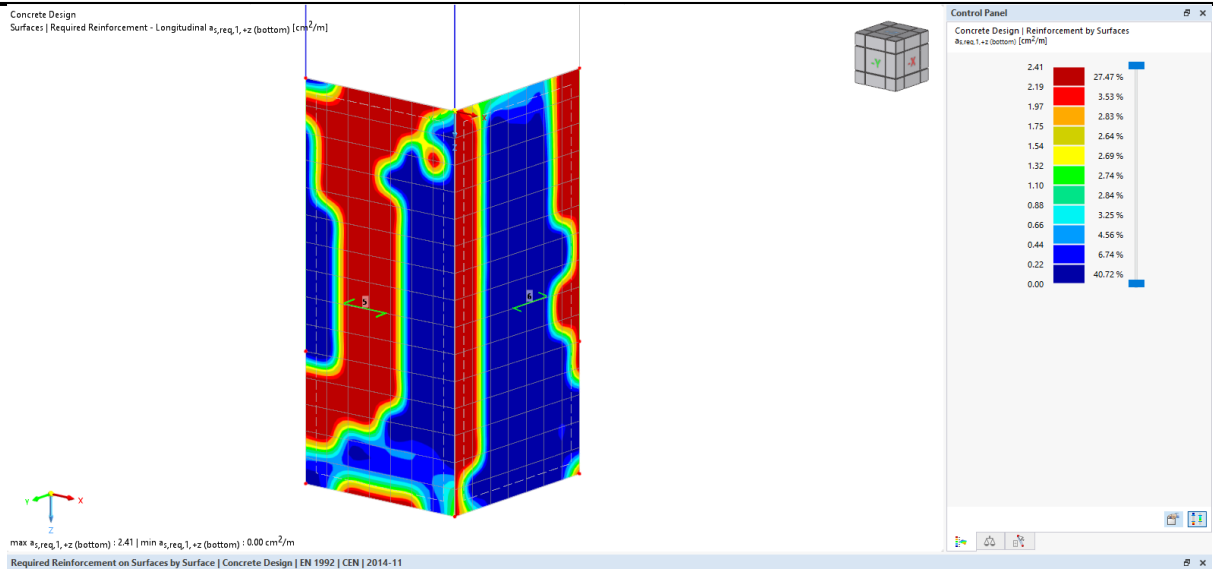 Concrete Design
Surfaces | Required Reinforcement - Longitudinal as,req,1,+z (bottom) [cm²/m]
5
6
x
-Y
-X
Y
X
Z
max as,req,1,+z (bottom) : 2.41 | min as,req,1,+z (bottom) : 0.00 cm²/m
Control Panel
Concrete Design | Reinforcement by Surfaces
as,req,1,+z (bottom) [cm²/m]
2.41
27.47 %
2.19
3.53 %
1.97
2.83 %
1.75
2.64 %
1.54
2.69 %
1.32
2.74 %
1.10
2.84 %
0.88
3.25 %
0.66
4.56 %
0.44
6.74 %
0.22
40.72 %
0.00
Required Reinforcement on Surfaces by Surface | Concrete Design | EN 1992 | CEN | 2014-11